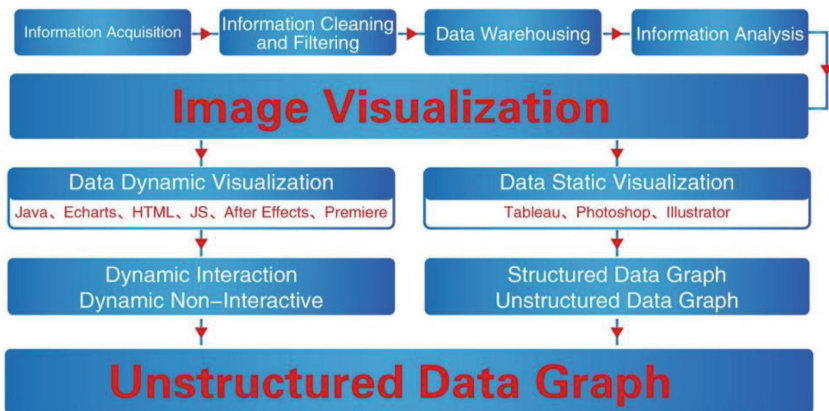 Information Acquisition
Information Cleaning
and Filtering
Data Warehousing
Information Analysis
Image Visualization
Data Dynamic Visualization
Java、Echarts、HTML、JS、After Effects、Premiere
Data Static Visualization
Tableau、Photoshop、Illustrator
Dynamic Interaction
Dynamic Non−Interactive
Structured Data Graph
Unstructured Data Graph
Unstructured Data Graph